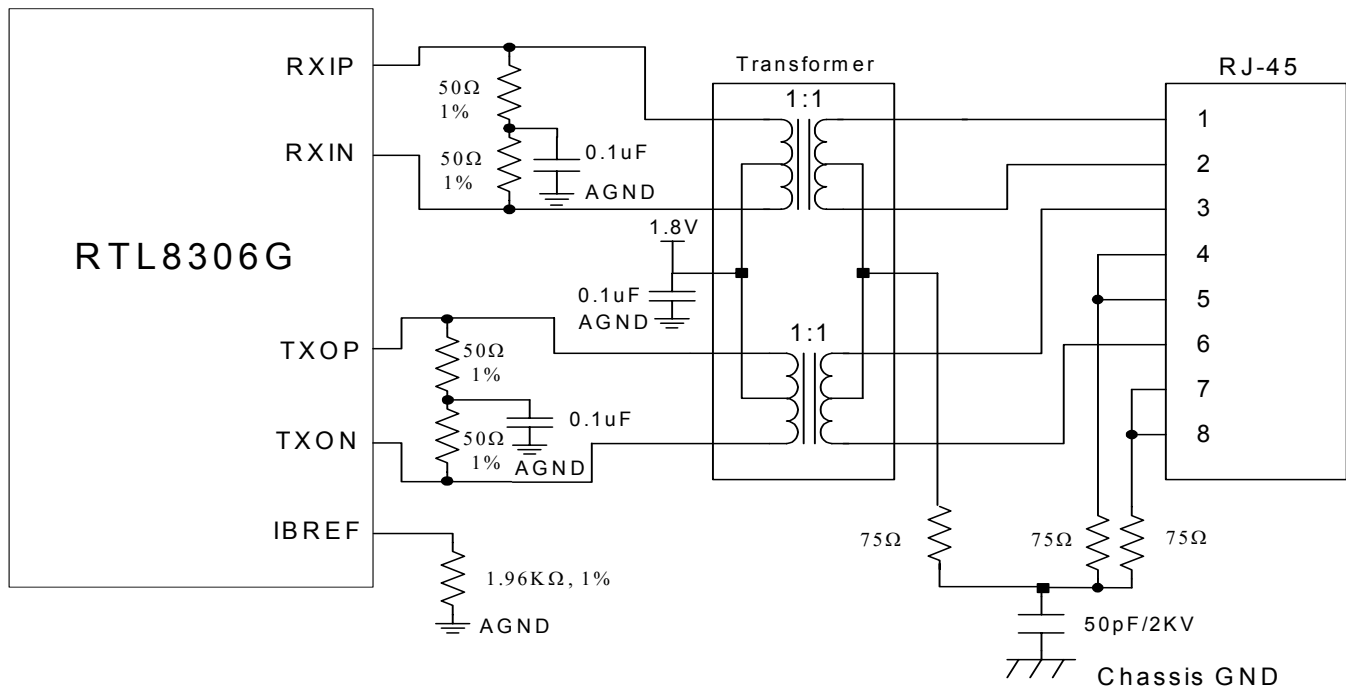 Transformer
RJ-45
RXIP
50Ω
1%
1:1
1
RXIN
50Ω
1%
0.1uF
AGND
2
3
RTL8306G
1.8V
4
0.1uF
AGND
5
1:1
TXOP
50Ω
1%
6
7
0.1uF
TXON
50Ω
1%
AGND
8
IBREF
75Ω
75Ω
75Ω
1.96KΩ, 1%
AGND
50pF/2KV
Chassis GND